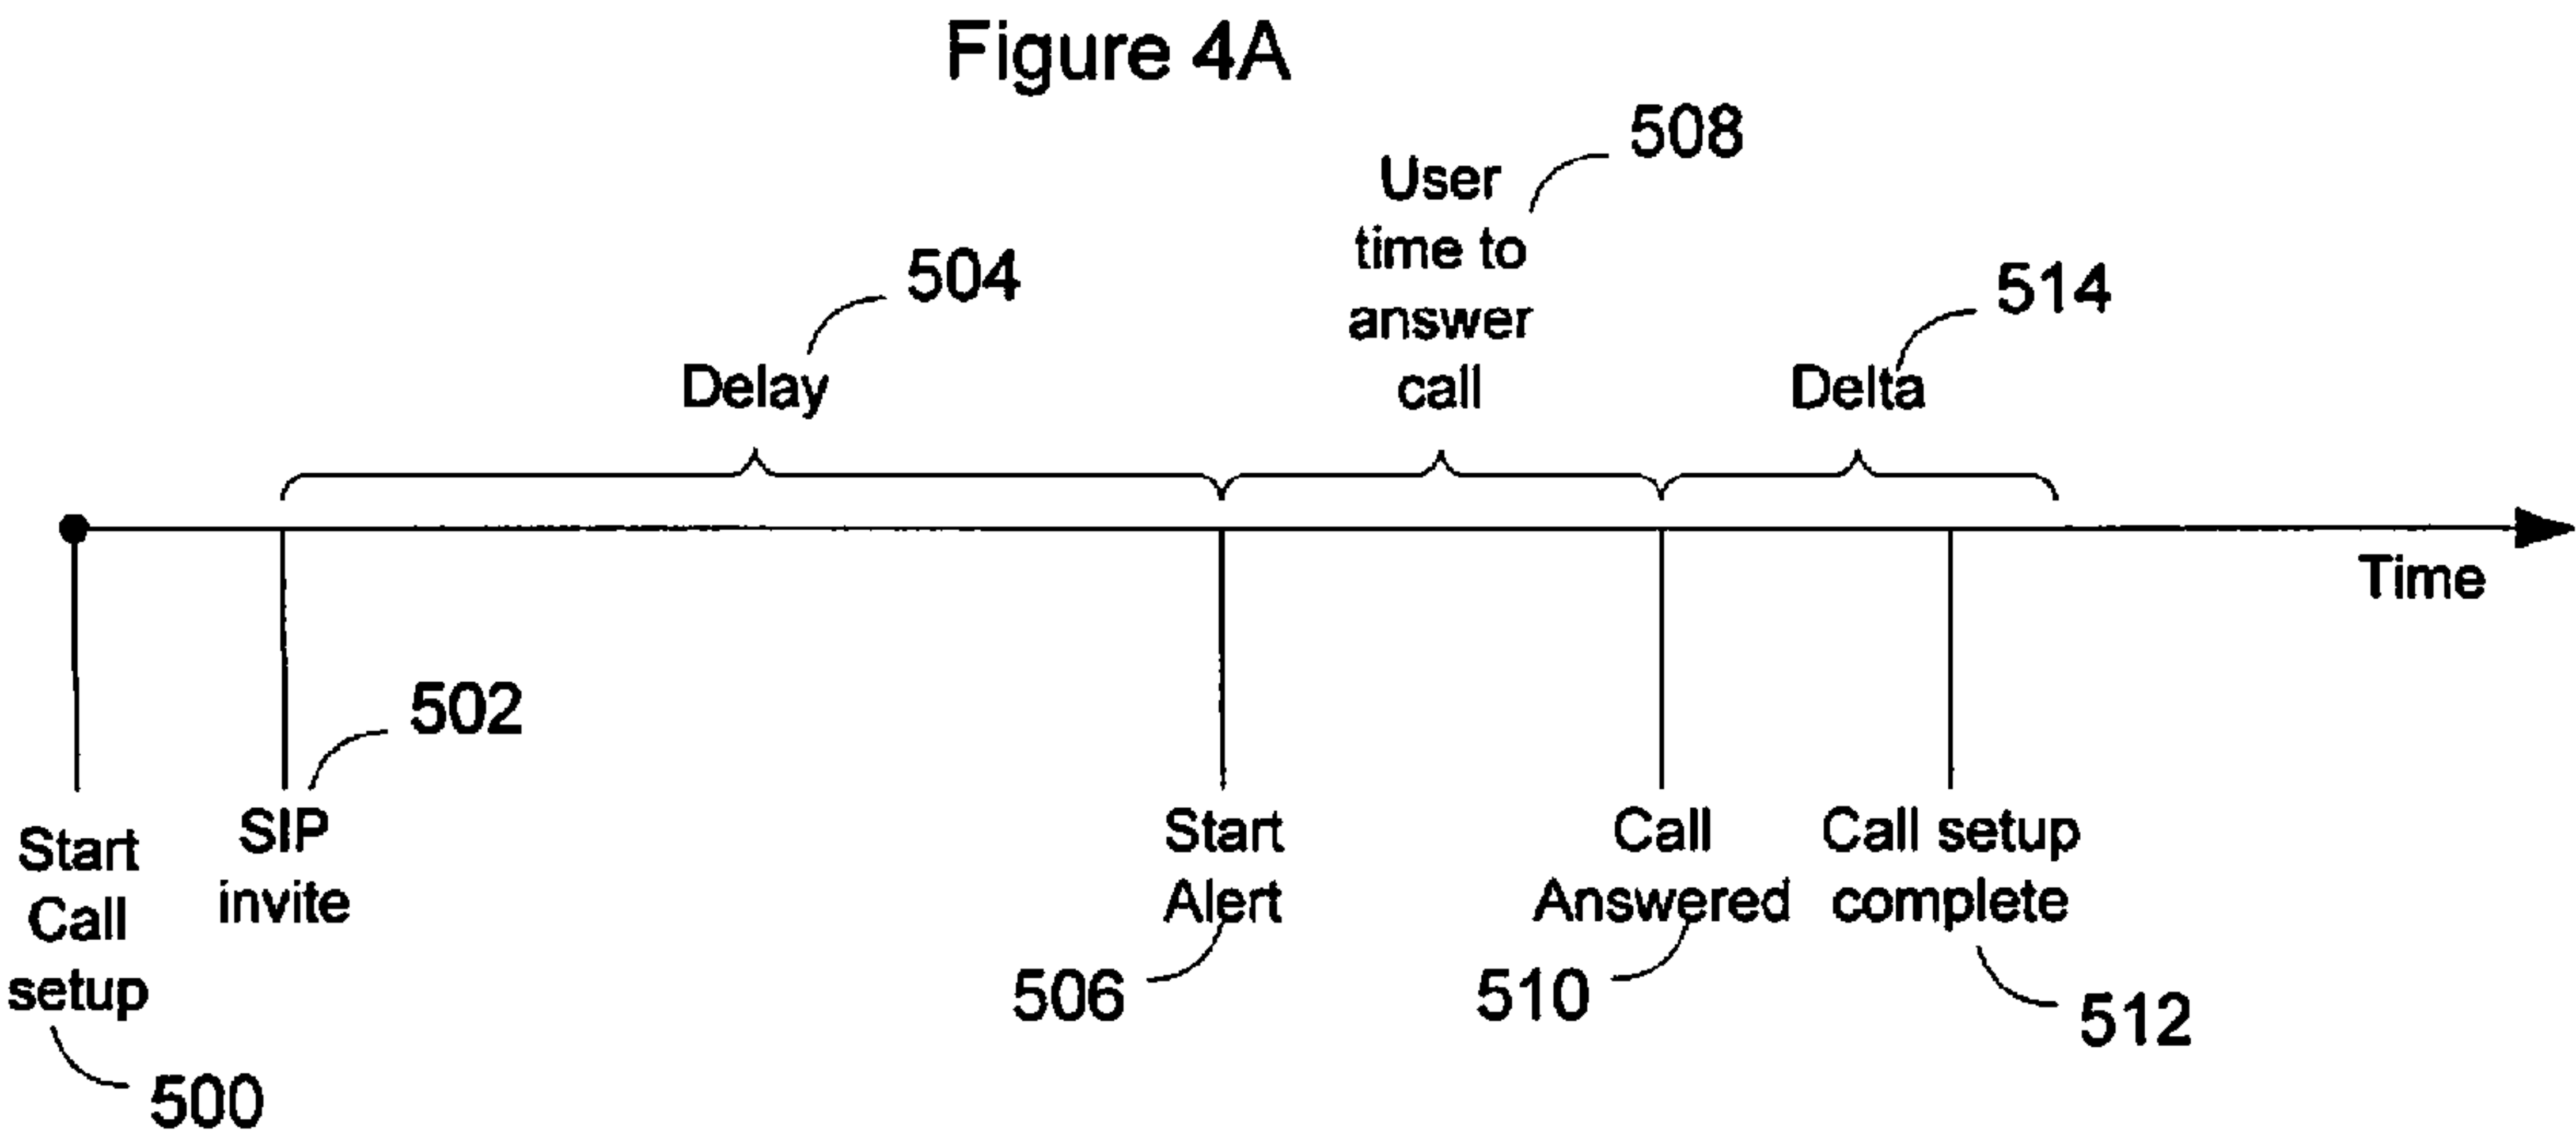 Figure 4A
508
User
time to
answer
call
504
Delay
514
Delta
Time
502
Start
Call
setup
500
SIP
invite
Start
Alert
506
Call
Answered
510
Call setup
complete
512